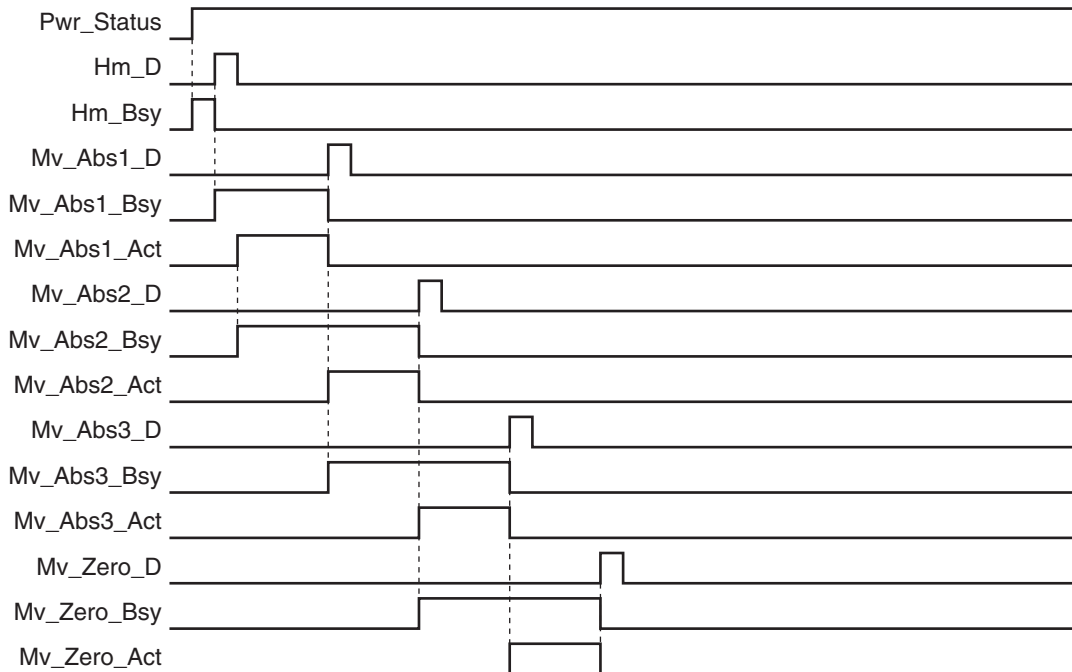 Pwr_Status
Hm_D
Hm_Bsy
Mv_Abs1_D
Mv_Abs1_Bsy
Mv_Abs1_Act
Mv_Abs2_D
Mv_Abs2_Bsy
Mv_Abs2_Act
Mv_Abs3_D
Mv_Abs3_Bsy
Mv_Abs3_Act
Mv_Zero_D
Mv_Zero_Bsy
Mv_Zero_Act